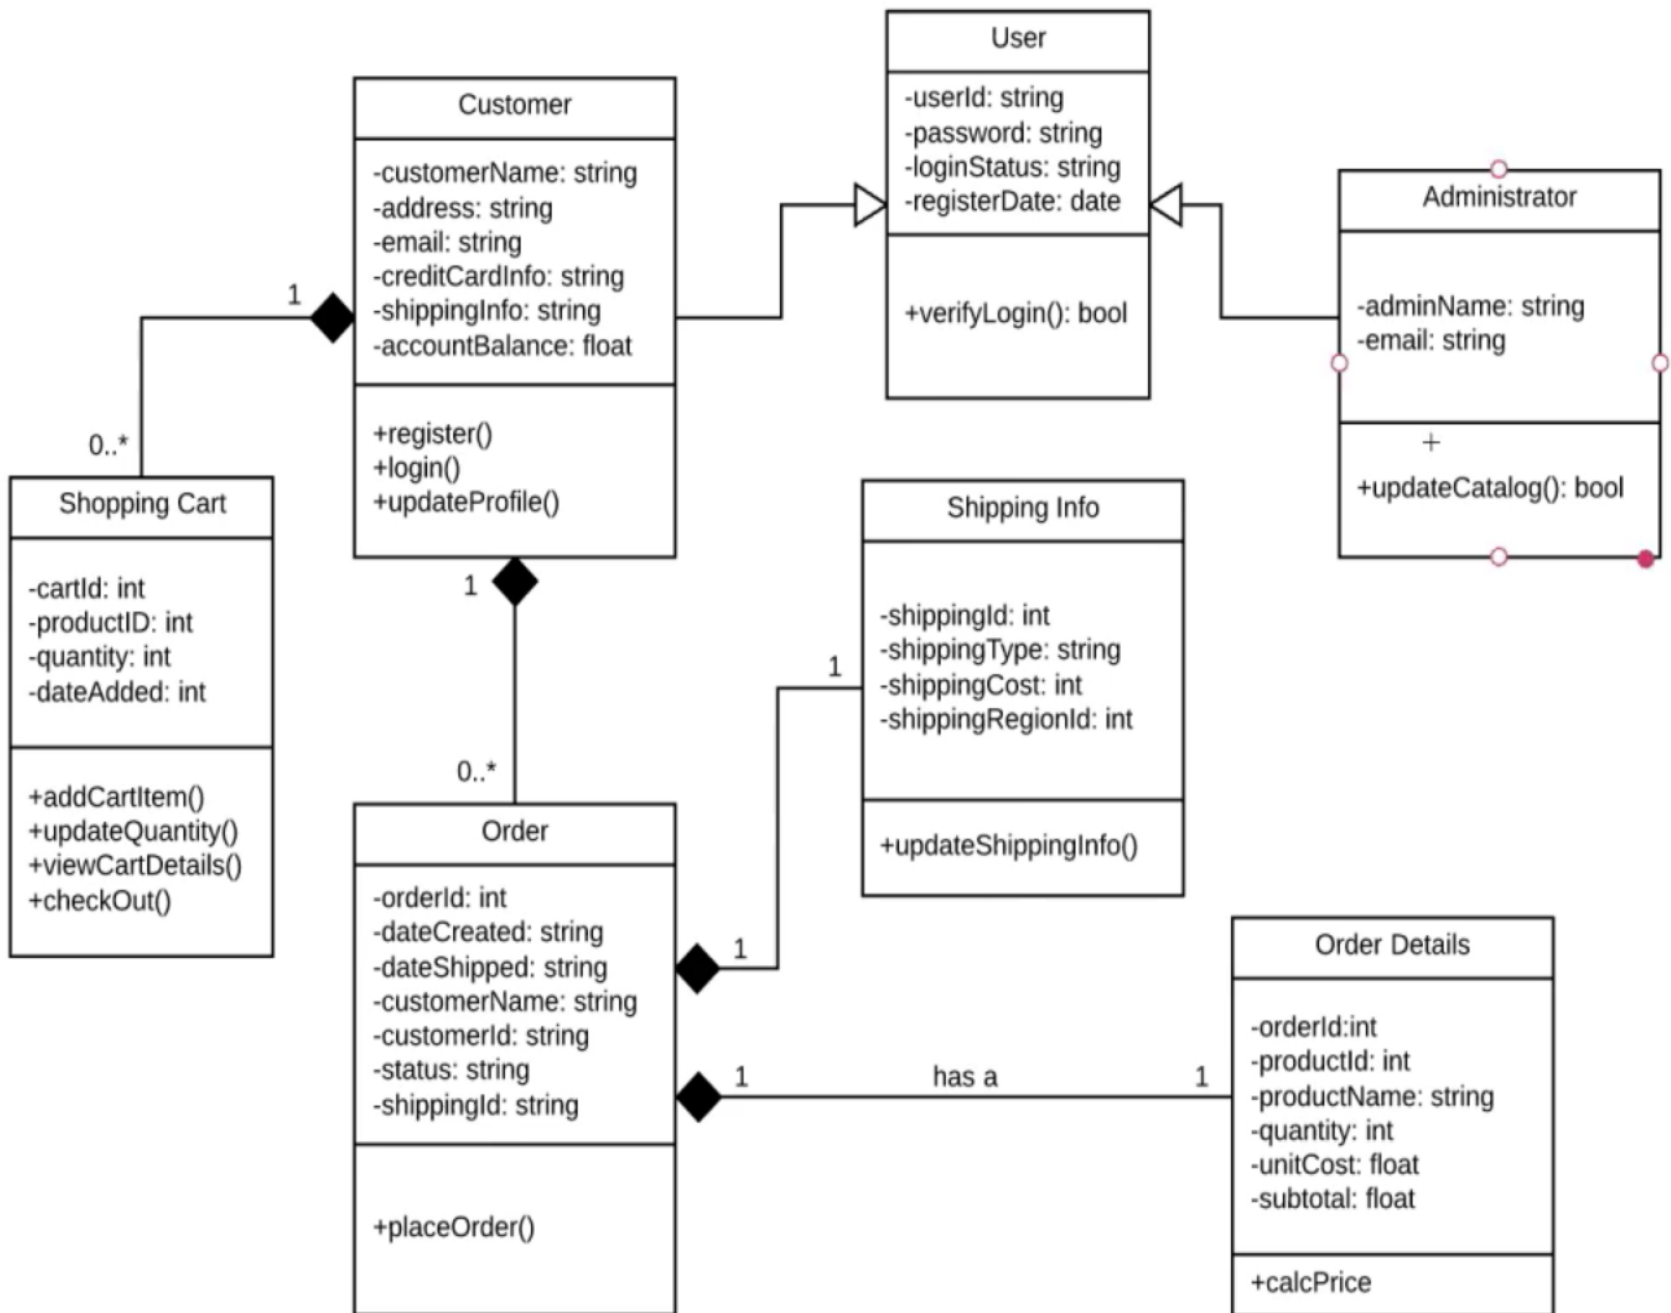 User
-userId: string
-password: string
-loginStatus: string
-registerDate: date
+verifyLogin(): bool
Customer
-customerName: string
-address: string
-email: string
-creditCardInfo: string
-shippingInfo: string
-accountBalance: float
+register()
+login()
+updateProfile()
Administrator
-adminName: string
-email: string
+updateCatalog(): bool
1
0..*
Shopping Cart
-cartId: int
-productID: int
-quantity: int
-dateAdded: int
+addCartItem()
+updateQuantity()
+viewCartDetails()
+checkOut()
1
0..*
Shipping Info
-shippingId: int
-shippingType: string
-shippingCost: int
-shippingRegionId: int
+updateShippingInfo()
1
1
Order
-orderId: int
-dateCreated: string
-dateShipped: string
-customerName: string
-customerId: string
-status: string
-shippingId: string
+placeOrder()
1
has a
1
Order Details
-orderId:int
-productId: int
-productName: string
-quantity: int
-unitCost: float
-subtotal: float
+calcPrice